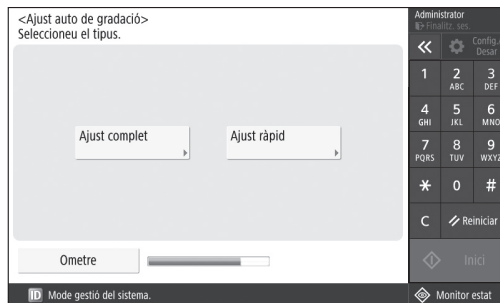 <Ajust auto de gradació>
Seleccioneu el tipus.
Ajust complet
Ajust ràpid
Ometre
ID Mode gestió del sistema.
Administrator
Finalitz. ses.
Config./
Desar
1
2
ABC
3
DEF
4
GHI
5
JKL
6
MNO
7
PQRS
8
TUV
9
WXYZ
*
0
#
C
Reiniciar
Inici
Monitor estat